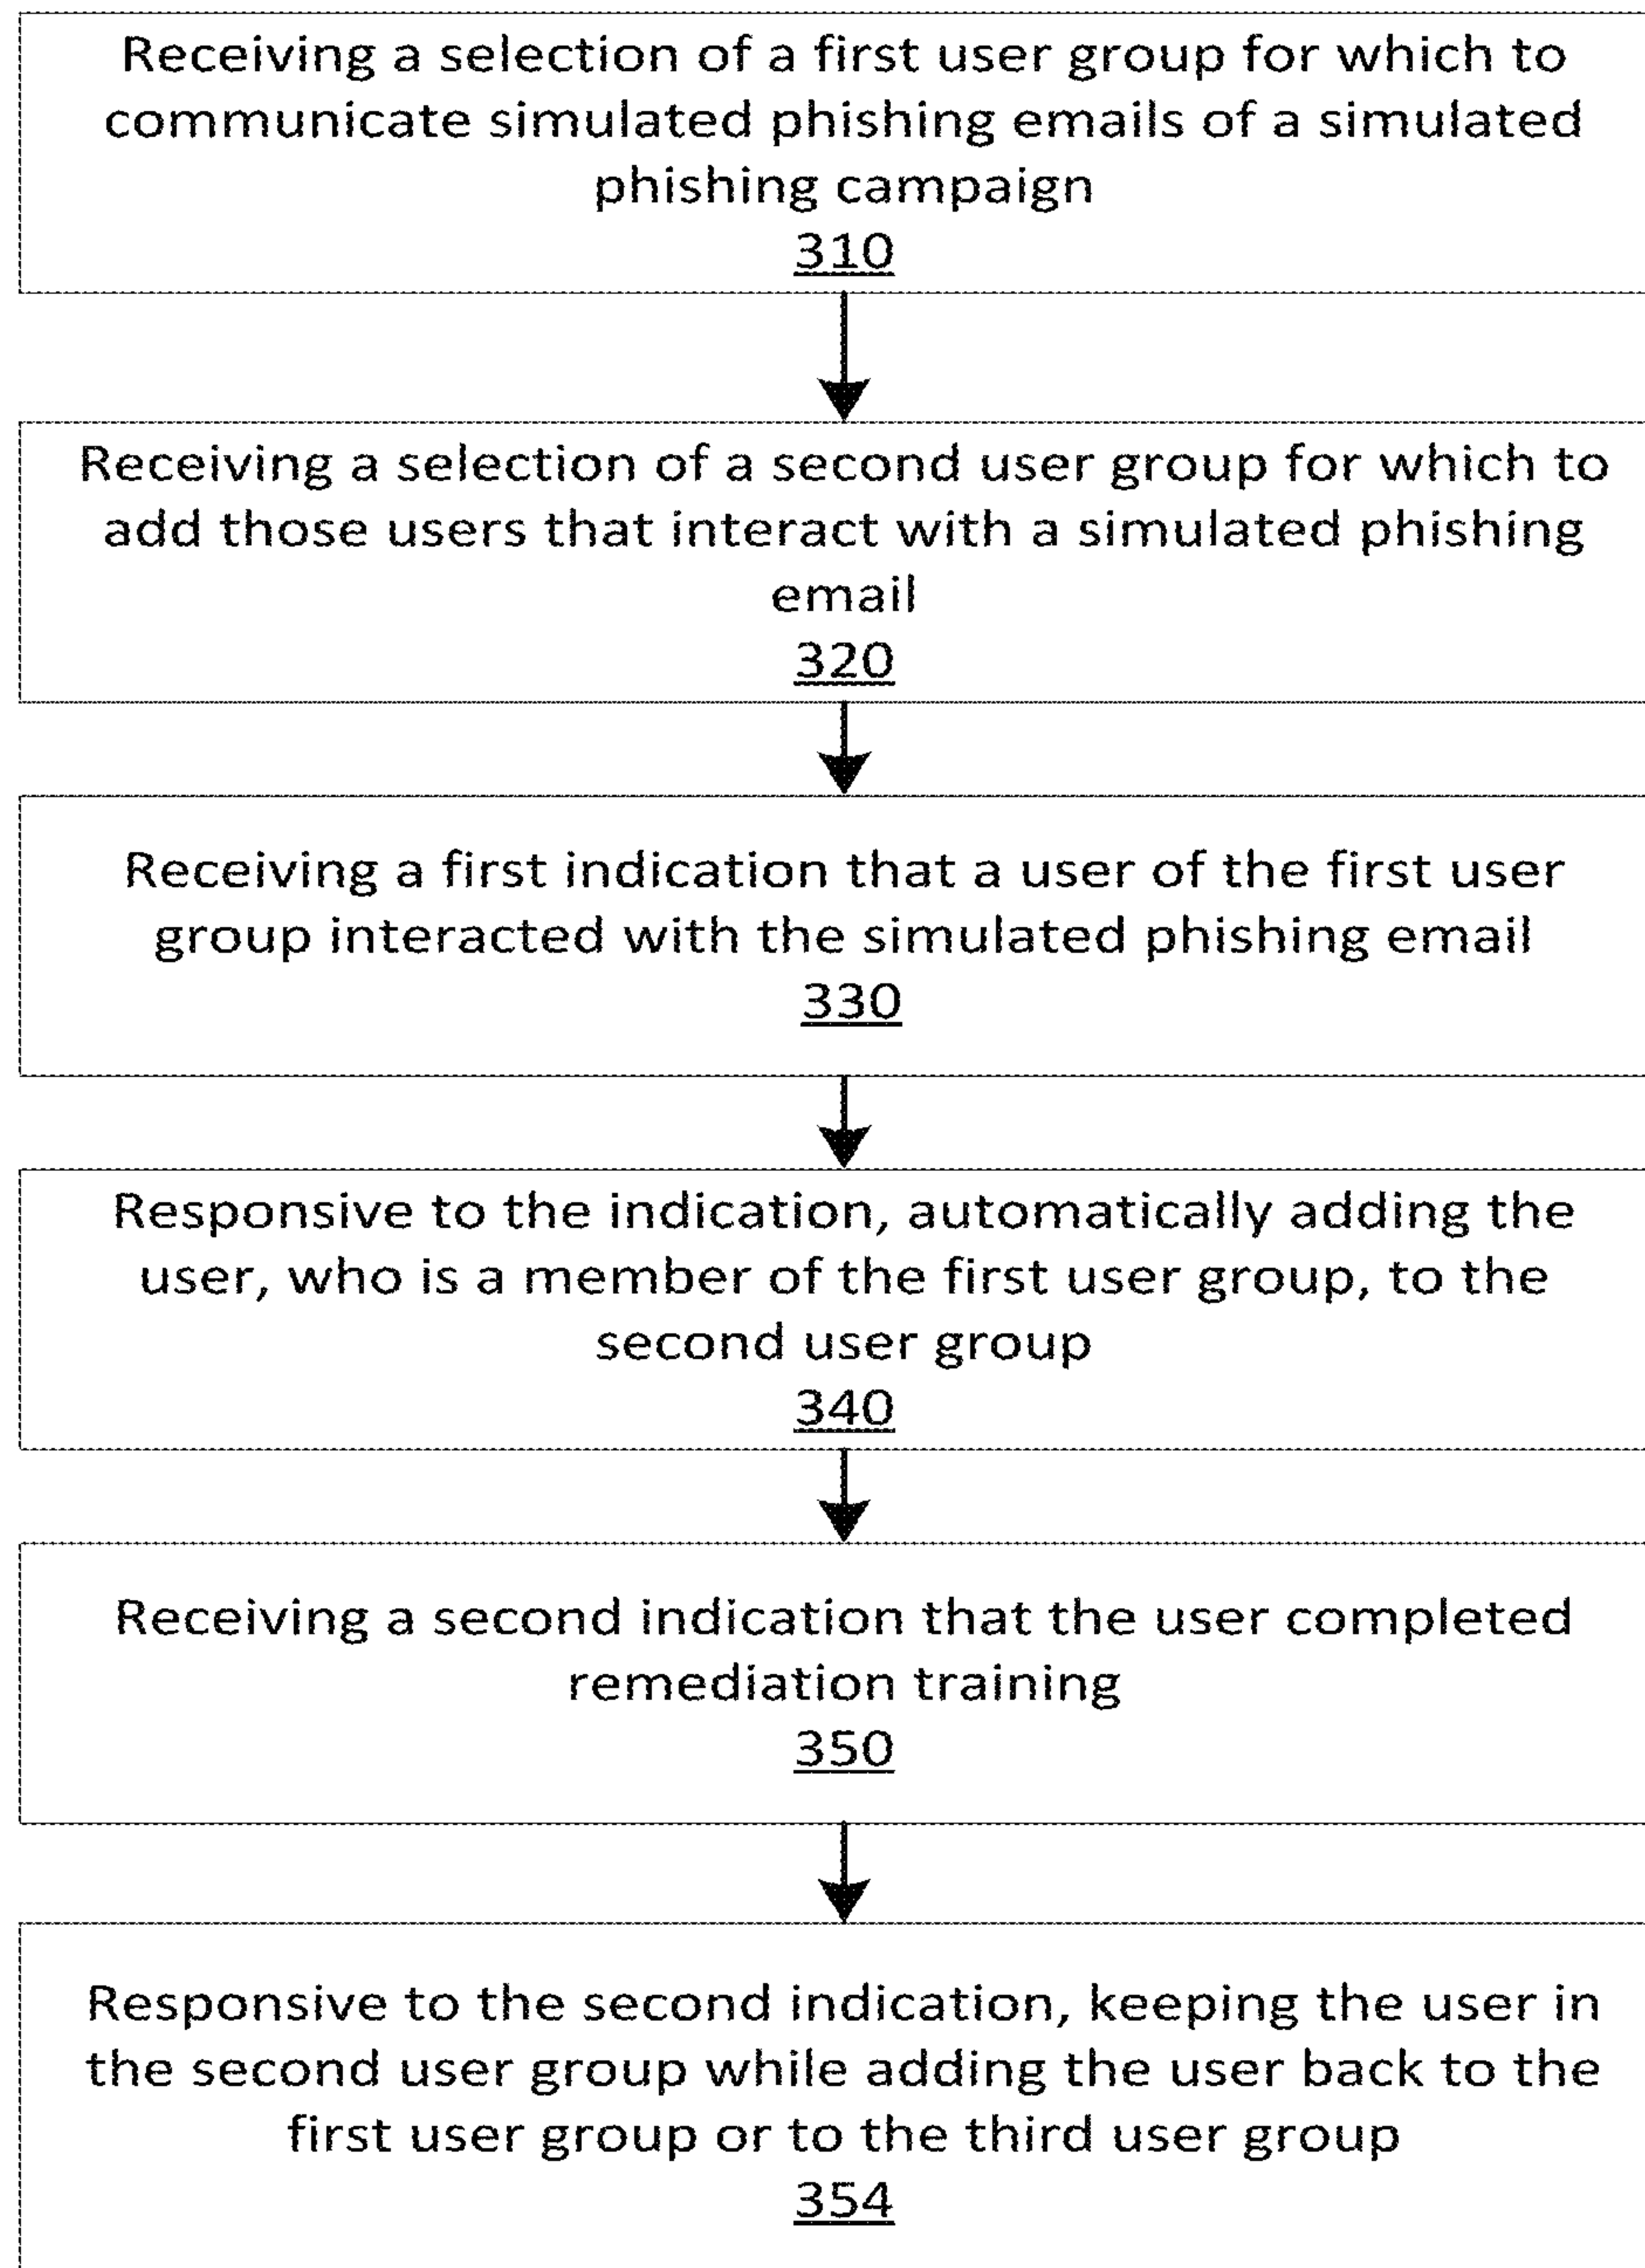 Receiving a selection of a first user group for which to
communicate simulated phishing emails of a simulated
phishing campaign
310
Receiving a selection of a second user group for which to
add those users that interact with a simulated phishing
email
320
Receiving a first indication that a user of the first user
group interacted with the simulated phishing email
330
Responsive to the indication, automatically adding the
user, who is a member of the first user group, to the
second user group
340
Receiving a second indication that the user completed
remediation training
350
Responsive to the second indication, keeping the user in
the second user group while adding the user back to the
first user group or to the third user group
354